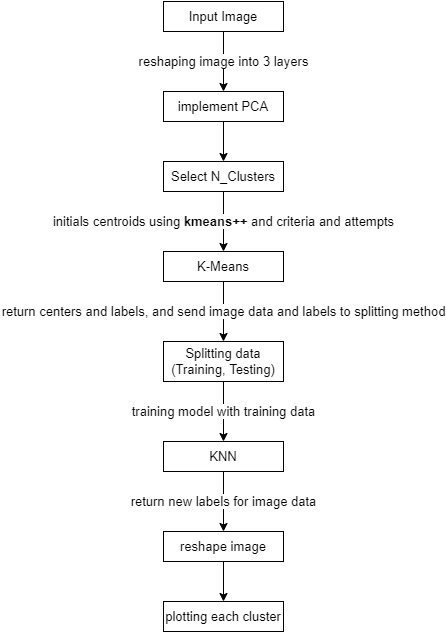 Input Image
reshaping image into 3 layers
implement PCA
Select N_Clusters
initials centroids using kmeans++ and criteria and attempts
K-Means
return centers and labels, and send image data and labels to splitting method
Splitting data
(Training, Testing)
training model with training data
KNN
return new labels for image data
reshape image
plotting each cluster